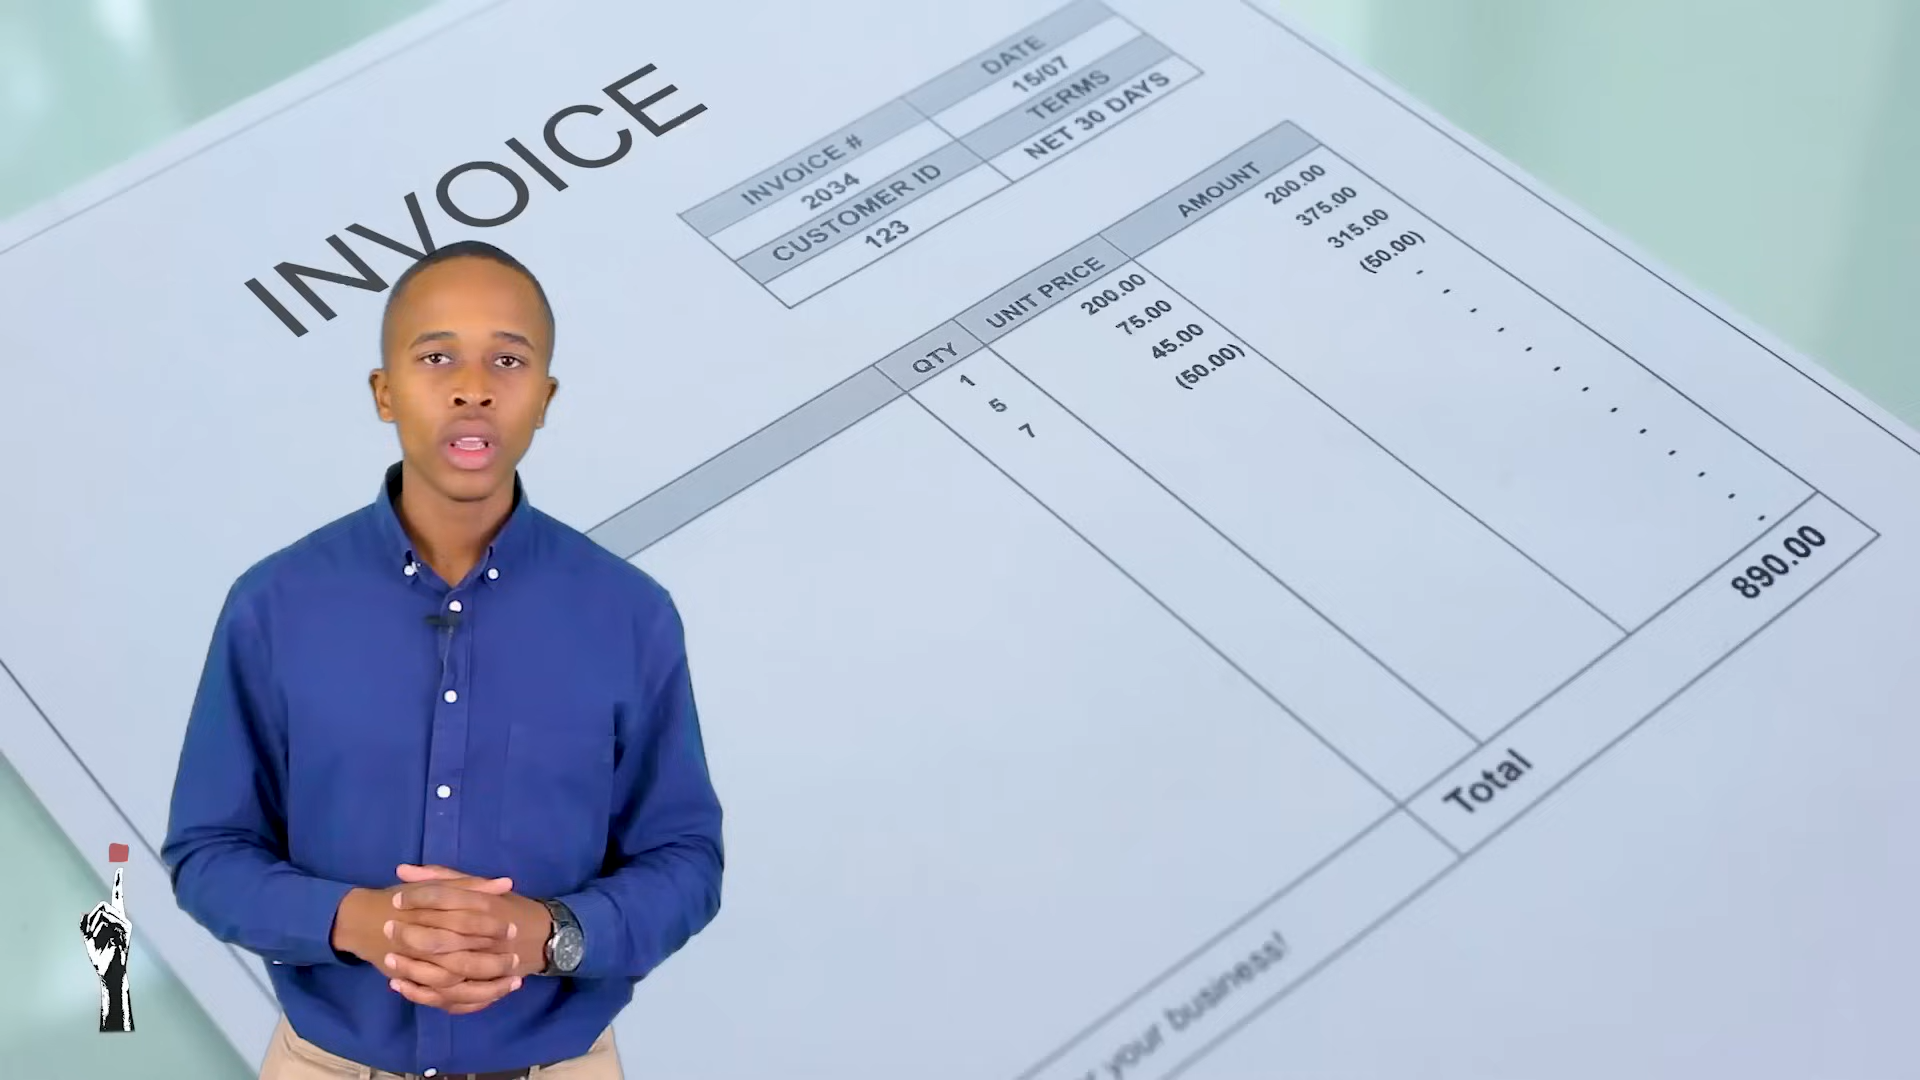 INVOICE
INVOICE # DATE
2034 15/07
CUSTOMER ID TERMS
123 NET 30 DAYS
QTY UNIT PRICE AMOUNT
1 200.00 200.00
5 75.00 375.00
7 45.00 315.00
(50.00) (50.00)
-
-
-
-
-
-
-
-
-
-
-
-
-
Total 890.00
your business!